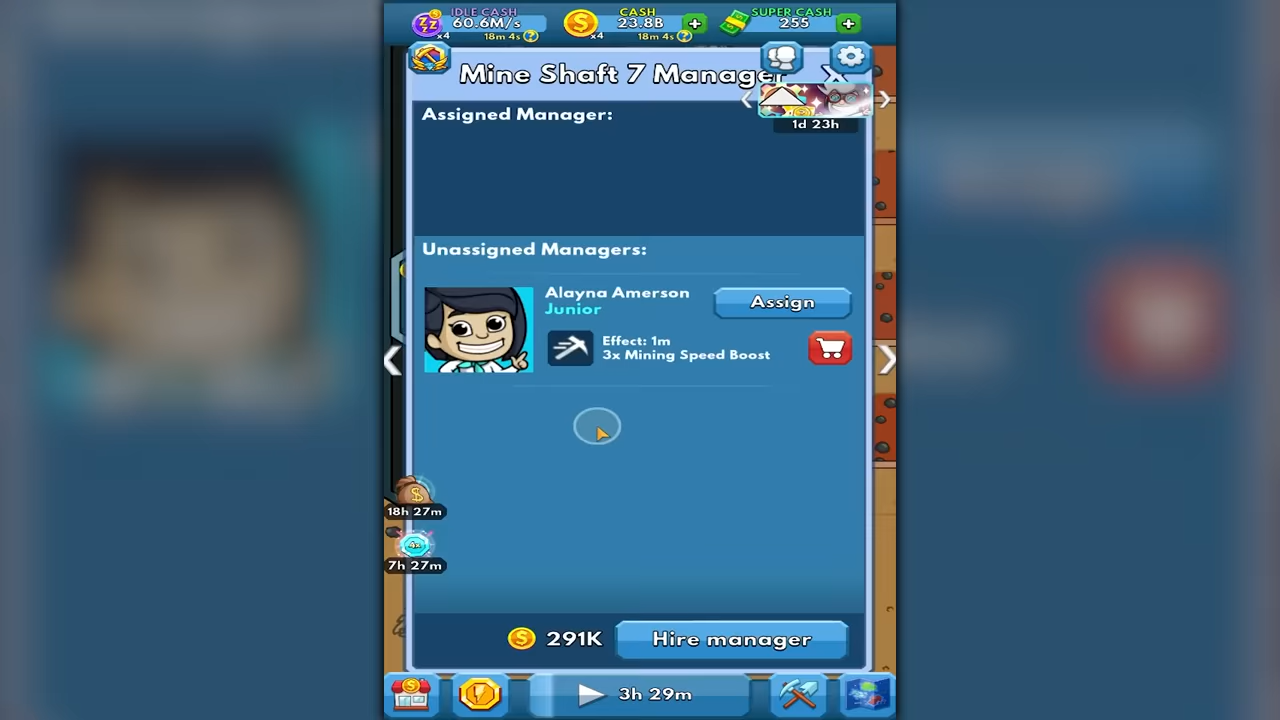 IDLE CASH
60.6M/s
x4
18m 4s ?
CASH
23.8B
x4
18m 4s ?
SUPER CASH
255
Mine Shaft 7 Manager
1d 23h
Assigned Manager:
Unassigned Managers:
Alayna Amerson
Junior
Assign
Effect: 1m
3x Mining Speed Boost
18h 27m
4x
7h 27m
291K
Hire manager
3h 29m